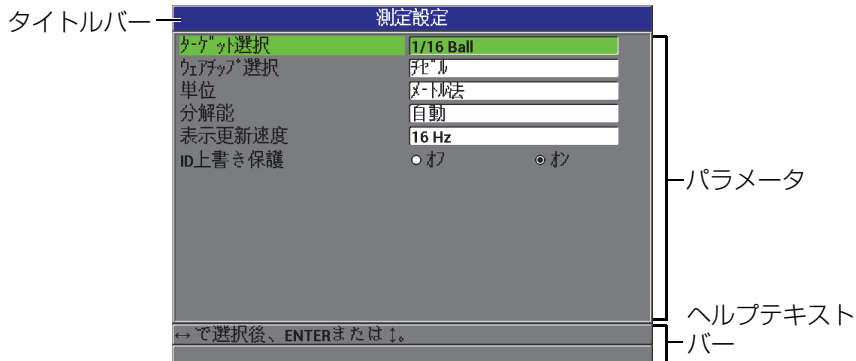 タイトルバー
測定設定
ﾀｰｹﾞｯﾄ選択 1/16 Ball
ｳｪｱﾁｯﾌﾟ選択 ﾁｾﾞﾙ
単位 ﾒｰﾄﾙ法
分解能 自動
表示更新速度 16 Hz
ID上書き保護 ○ ｵﾌ ◉ ｵﾝ
パラメータ
↔ で選択後、ENTERまたは ↕。
ヘルプテキスト
バー